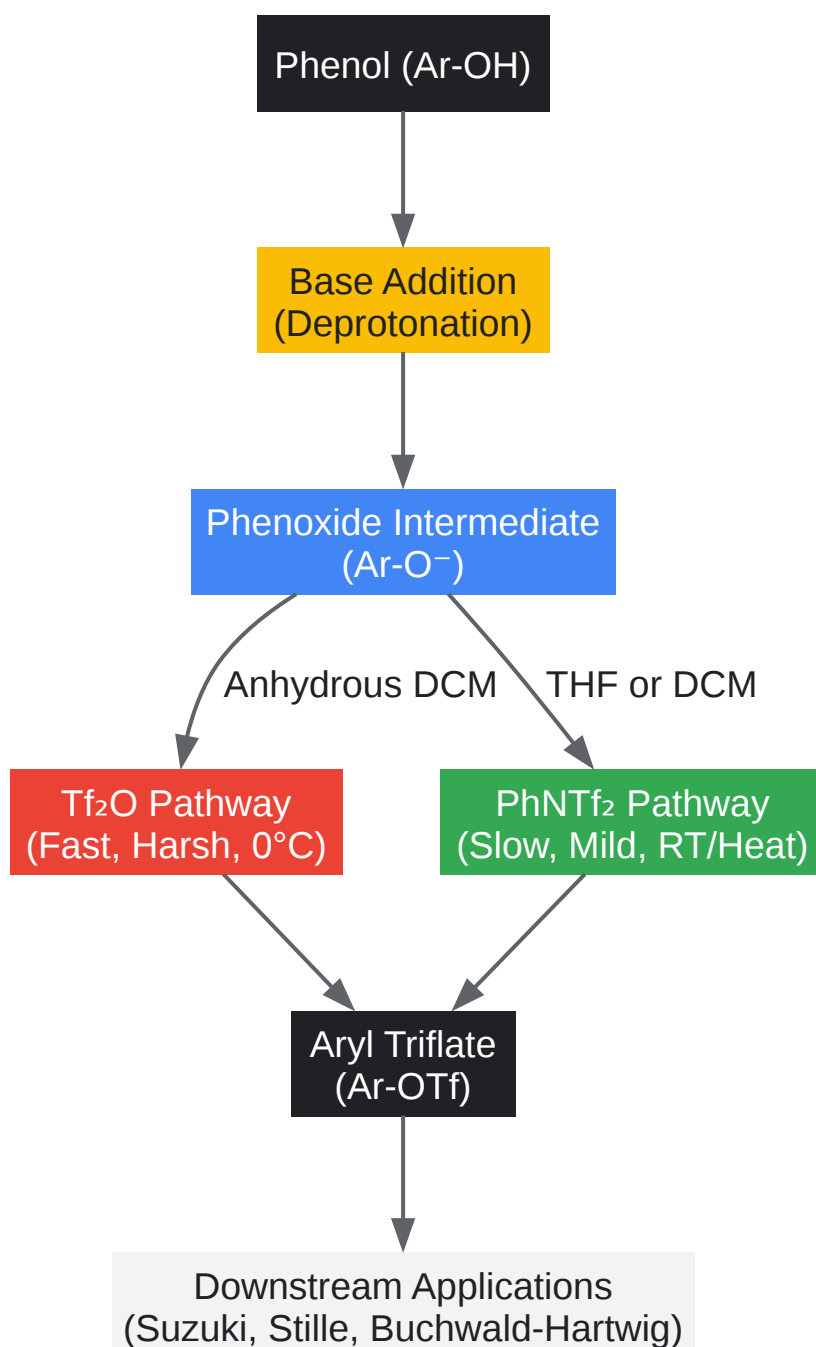 Phenol (Ar-OH)
Base Addition
(Deprotonation)
Phenoxide Intermediate
(Ar-O⁻)
Anhydrous DCM
THF or DCM
Tf₂O Pathway
(Fast, Harsh, 0°C)
PhNTf₂ Pathway
(Slow, Mild, RT/Heat)
Aryl Triflate
(Ar-OTf)
Downstream Applications
(Suzuki, Stille, Buchwald-Hartwig)